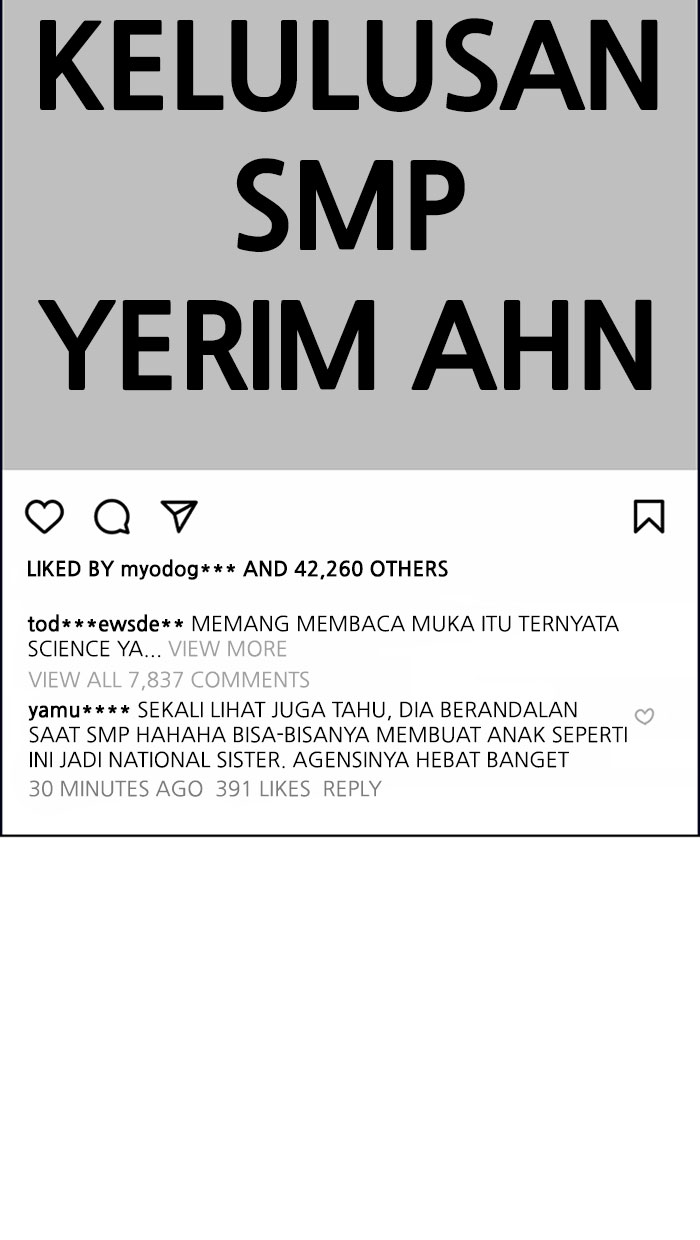 KELULUSAN
SMP
YERIM AHN
LIKED BY myodog*** AND 42,260 OTHERS
tod***ewsde** MEMANG MEMBACA MUKA ITU TERNYATA
SCIENCE YA... VIEW MORE
VIEW ALL 7,837 COMMENTS
yamu**** SEKALI LIHAT JUGA TAHU, DIA BERANDALAN
SAAT SMP HAHAHA BISA-BISANYA MEMBUAT ANAK SEPERTI
INI JADI NATIONAL SISTER. AGENSINYA HEBAT BANGET
30 MINUTES AGO 391 LIKES REPLY